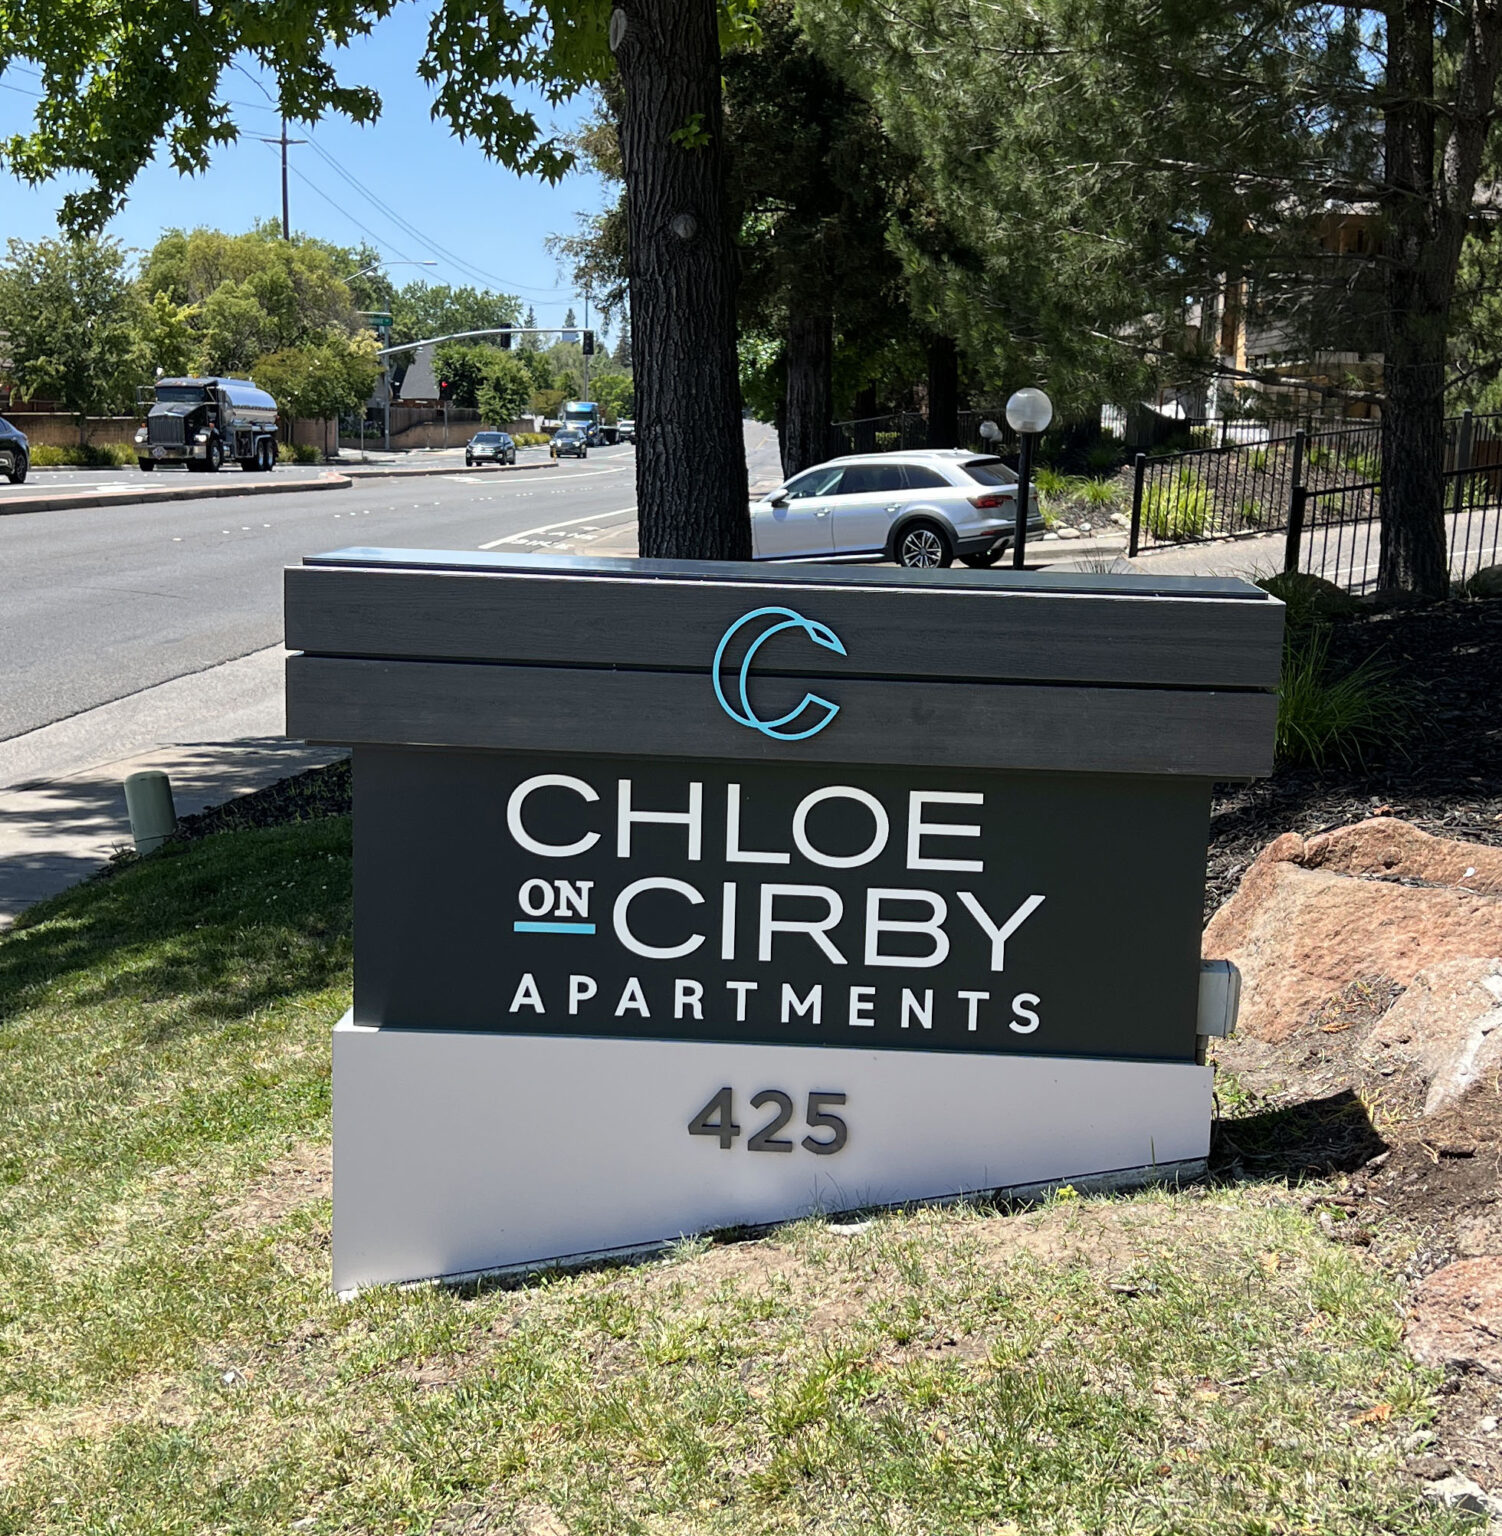 CHLOE
ON CIRBY
APARTMENTS
425